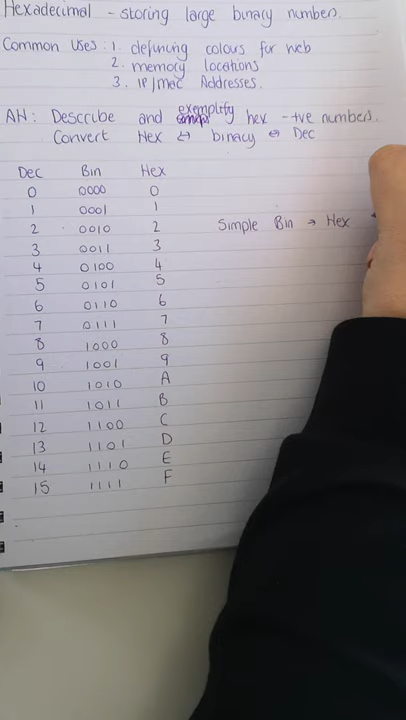 Hexadecimal - storing large binary numbers.
Common Uses: 1. defining colours for web
2. memory locations
3. IP/mac Addresses.
AH: Describe and exemplify hex -+ve numbers.
Convert Hex ↔ binacy ↔ Dec
Dec Bin Hex
0 0000 0
1 0001 1
2 0010 2
3 0011 3
4 0100 4
5 0101 5
6 0110 6
7 0111 7
8 1000 8
9 1001 9
10 1010 A
11 1011 B
12 1100 C
13 1101 D
14 1110 E
15 1111 F
Simple Bin → Hex